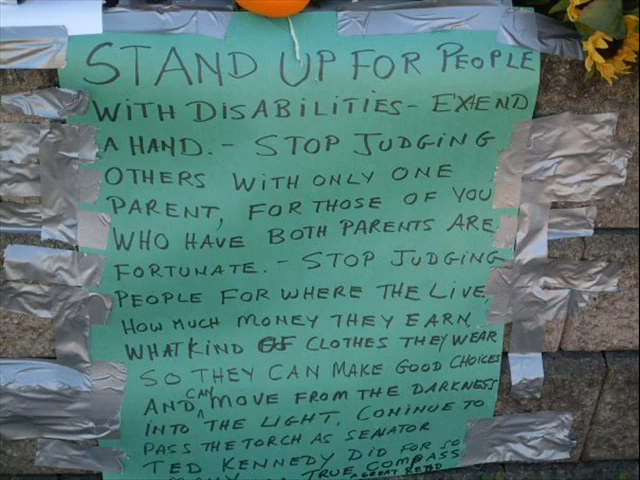 STAND UP FOR PEOPLE
WITH DISABILITIES - EXTEND
A HAND. - STOP JUDGING
OTHERS WITH ONLY ONE
PARENT, FOR THOSE OF YOU
WHO HAVE BOTH PARENTS ARE
FORTUNATE. - STOP JUDGING
PEOPLE FOR WHERE THE LIVE,
HOW MUCH MONEY THEY EARN,
WHAT KIND OF CLOTHES THEY WEAR
SO THEY CAN MAKE GOOD CHOICES
AND CAN MOVE FROM THE DARKNESS
INTO THE LIGHT. CONINUE TO
PASS THE TORCH AS SENATOR
TED KENNEDY DID FOR SO
TRUE COMPASS
A GREAT READ